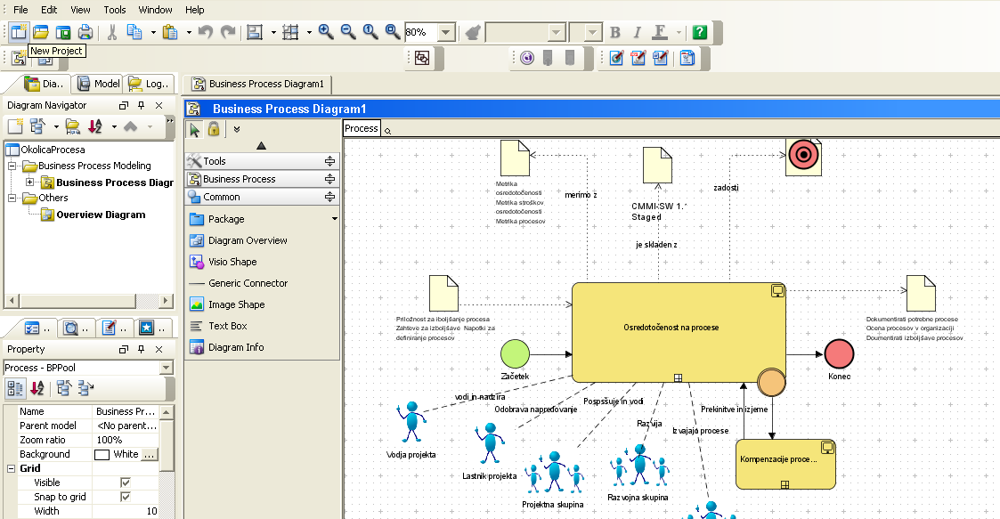 File Edit View Tools Window Help
80%
B I F
New Project
Dia.. Model Log..
Business Process Diagram1
Diagram Navigator
Business Process Diagram1
Process
OkolicaProcesa
Business Process Modeling
Business Process Diagr
Others
Overview Diagram
Tools
Business Process
Common
Package
Diagram Overview
Visio Shape
Generic Connector
Image Shape
Text Box
Diagram Info
Property
Process - BPPool
Name Business Pr...
Parent model <No parent...
Zoom ratio 100%
Background White ...
Grid
Visible
Snap to grid
Width 10
Metrika
osredotočenosti
Metrika stroškov
osredotočenosti
Metrika procesov
merimo z
CMMI-SW 1.1
Staged
zadosti
je skladen z
Priložnost za iboljšanje procesa
Zahteve za izboljšave Napotki za
definiranje procesov
Osredotočenost na procese
Dokumentirati potrebne procese
Ocena procesov v organizaciji
Doumentirati izboljšave procesov
Začetek
Konec
vodi in nadzira
Odobrava napredovanje
Pospšuje in vodi
Razvija
Izvajajo procese
Prekinitve in izjeme
Vodja projekta
Lastnik projekta
Projektna skupina
Razvojna skupina
Kompenzacije proce...